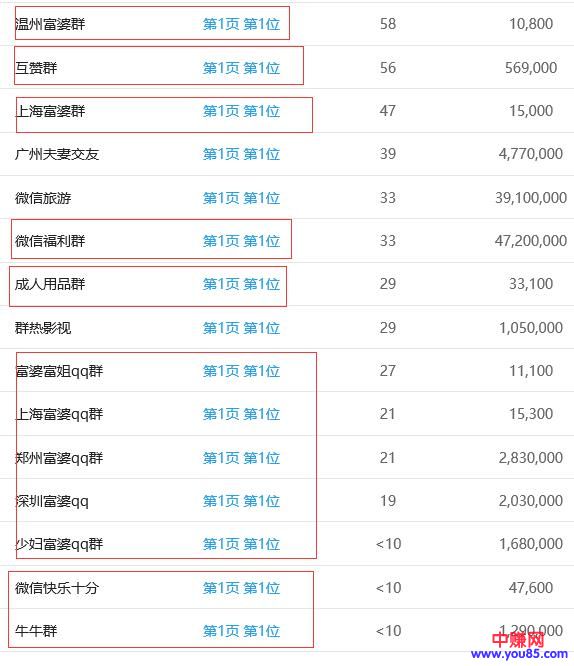 温州富婆群 第1页 第1位 58 10,800
互赞群 第1页 第1位 56 569,000
上海富婆群 第1页 第1位 47 15,000
广州夫妻交友 第1页 第1位 39 4,770,000
微信旅游 第1页 第1位 33 39,100,000
微信福利群 第1页 第1位 33 47,200,000
成人用品群 第1页 第1位 29 33,100
群热影视 第1页 第1位 29 1,050,000
富婆富姐qq群 第1页 第1位 27 11,100
上海富婆qq群 第1页 第1位 21 15,300
郑州富婆qq群 第1页 第1位 21 2,830,000
深圳富婆qq 第1页 第1位 19 2,030,000
少妇富婆qq群 第1页 第1位 <10 1,680,000
微信快乐十分 第1页 第1位 <10 47,600
牛牛群 第1页 第1位 <10 1,290,000
中赚网
www.you85.com